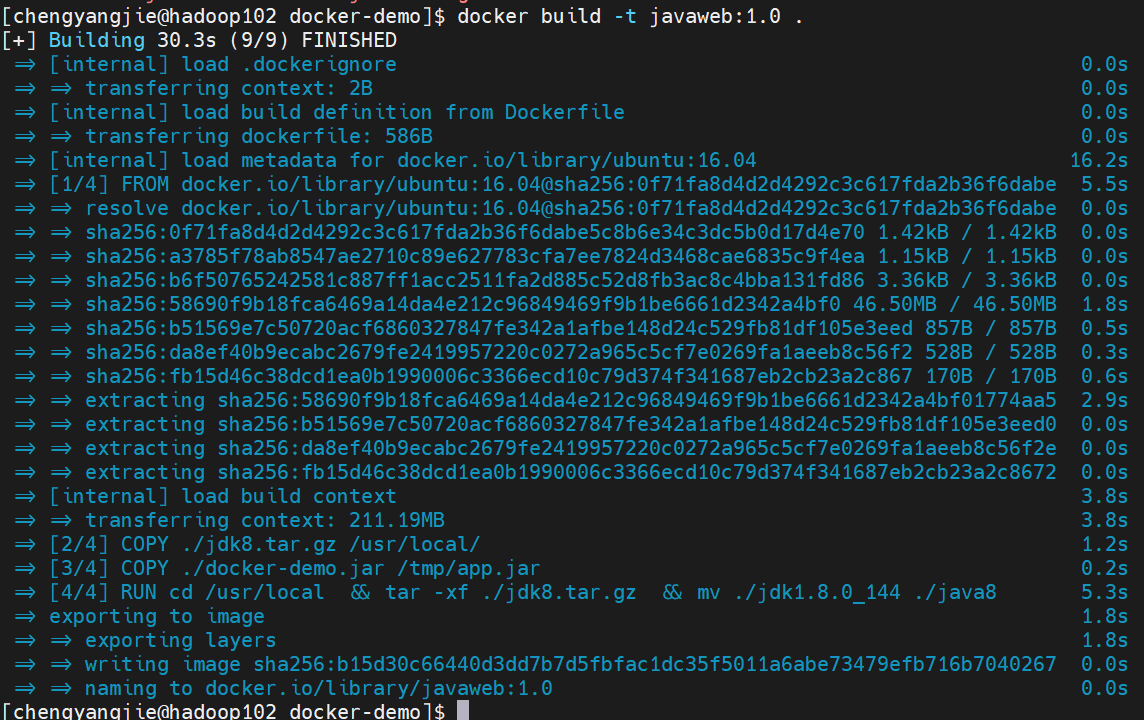 [chengyangjie@hadoop102 docker-demo]$ docker build -t javaweb:1.0 .
[+] Building 30.3s (9/9) FINISHED
=> [internal] load .dockerignore 0.0s
=> => transferring context: 2B 0.0s
=> [internal] load build definition from Dockerfile 0.0s
=> => transferring dockerfile: 586B 0.0s
=> [internal] load metadata for docker.io/library/ubuntu:16.04 16.2s
=> [1/4] FROM docker.io/library/ubuntu:16.04@sha256:0f71fa8d4d2d4292c3c617fda2b36f6dabe 5.5s
=> => resolve docker.io/library/ubuntu:16.04@sha256:0f71fa8d4d2d4292c3c617fda2b36f6dabe 0.0s
=> => sha256:0f71fa8d4d2d4292c3c617fda2b36f6dabe5c8b6e34c3dc5b0d17d4e70 1.42kB / 1.42kB 0.0s
=> => sha256:a3785f78ab8547ae2710c89e627783cfa7ee7824d3468cae6835c9f4ea 1.15kB / 1.15kB 0.0s
=> => sha256:b6f50765242581c887ff1acc2511fa2d885c52d8fb3ac8c4bba131fd86 3.36kB / 3.36kB 0.0s
=> => sha256:58690f9b18fca6469a14da4e212c96849469f9b1be6661d2342a4bf0 46.50MB / 46.50MB 1.8s
=> => sha256:b51569e7c50720acf6860327847fe342a1afbe148d24c529fb81df105e3eed 857B / 857B 0.5s
=> => sha256:da8ef40b9ecabc2679fe2419957220c0272a965c5cf7e0269fa1aeeb8c56f2 528B / 528B 0.3s
=> => sha256:fb15d46c38dcd1ea0b1990006c3366ecd10c79d374f341687eb2cb23a2c867 170B / 170B 0.6s
=> => extracting sha256:58690f9b18fca6469a14da4e212c96849469f9b1be6661d2342a4bf01774aa5 2.9s
=> => extracting sha256:b51569e7c50720acf6860327847fe342a1afbe148d24c529fb81df105e3eed0 0.0s
=> => extracting sha256:da8ef40b9ecabc2679fe2419957220c0272a965c5cf7e0269fa1aeeb8c56f2e 0.0s
=> => extracting sha256:fb15d46c38dcd1ea0b1990006c3366ecd10c79d374f341687eb2cb23a2c8672 0.0s
=> [internal] load build context 3.8s
=> => transferring context: 211.19MB 3.8s
=> [2/4] COPY ./jdk8.tar.gz /usr/local/ 1.2s
=> [3/4] COPY ./docker-demo.jar /tmp/app.jar 0.2s
=> [4/4] RUN cd /usr/local  && tar -xf ./jdk8.tar.gz  && mv ./jdk1.8.0_144 ./java8 5.3s
=> exporting to image 1.8s
=> => exporting layers 1.8s
=> => writing image sha256:b15d30c66440d3dd7b7d5fbfac1dc35f5011a6abe73479efb716b7040267 0.0s
=> => naming to docker.io/library/javaweb:1.0 0.0s
[chengyangjie@hadoop102 docker-demo]$